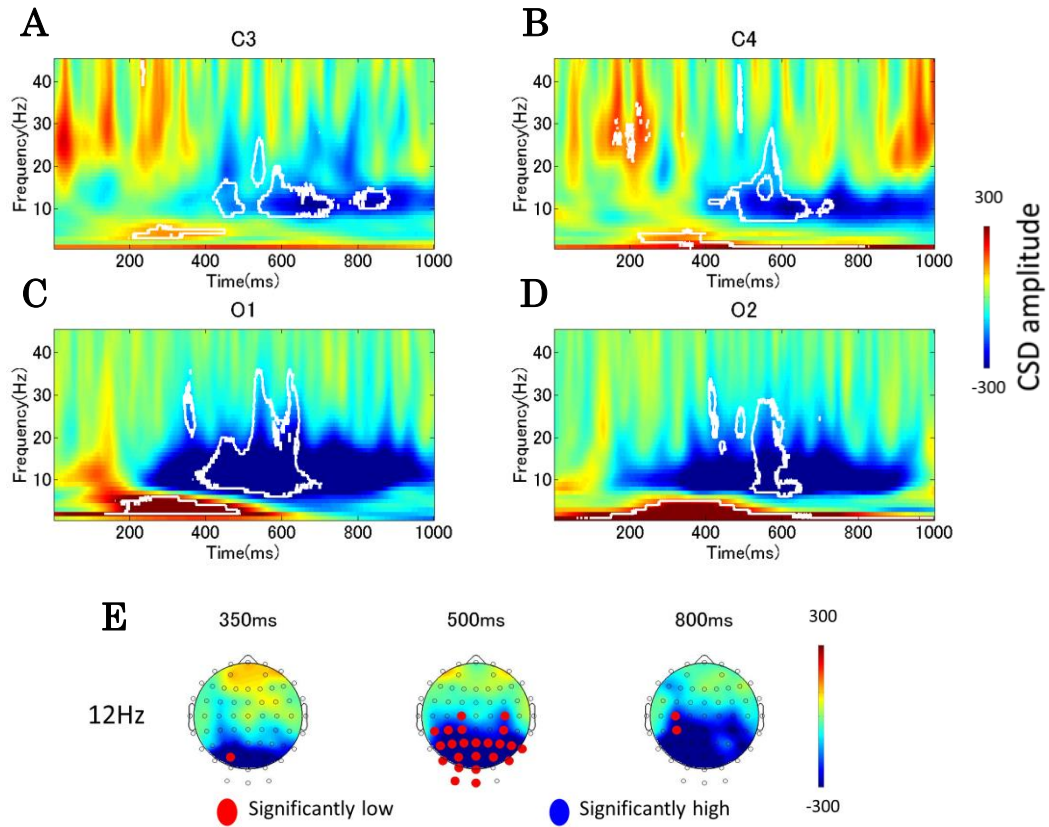 A
C3
B
C4
Frequency(Hz)
40
30
20
10
200 400 600 800 1000
Time(ms)
Frequency(Hz)
40
30
20
10
200 400 600 800 1000
Time(ms)
300
-300
CSD amplitude
C
O1
D
O2
Frequency(Hz)
40
30
20
10
200 400 600 800 1000
Time(ms)
Frequency(Hz)
40
30
20
10
200 400 600 800 1000
Time(ms)
E
350ms
500ms
800ms
300
12Hz
-300
Significantly low
Significantly high